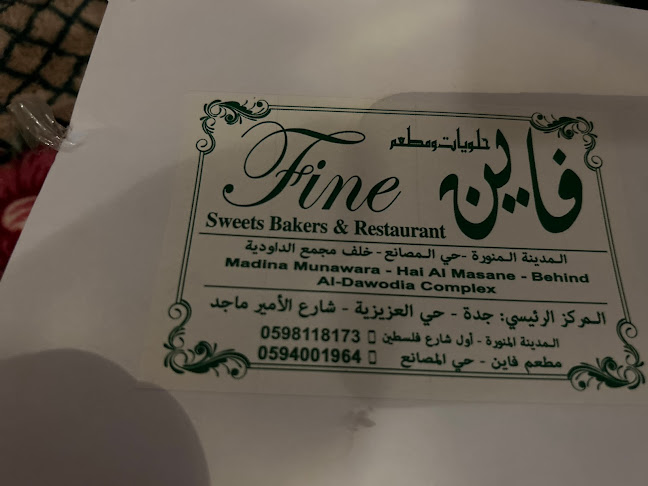 حلويات ومطعم
Fine فاين
Sweets Bakers & Restaurant
المدينة المنورة - حي المصانع - خلف مجمع الداودية
Madina Munawara - Hai Al Masane - Behind
Al-Dawodia Complex
المركز الرئيسي: جدة - حي العزيزية - شارع الأمير ماجد
المدينة المنورة - أول شارع فلسطين 0598118173
مطعم فاين - حي المصانع 0594001964